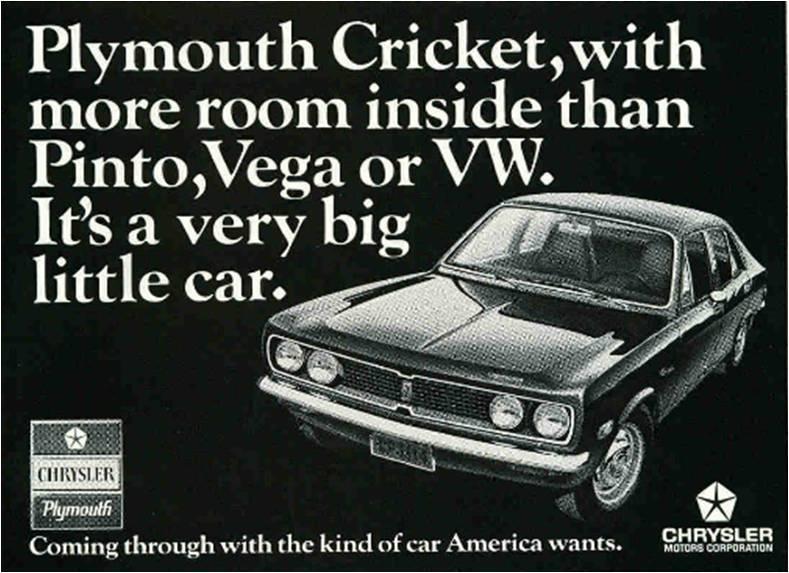 Plymouth Cricket, with
more room inside than
Pinto, Vega or VW.
It's a very big
little car.
CHRYSLER
Plymouth
Coming through with the kind of car America wants.
CHRYSLER
MOTORS CORPORATION